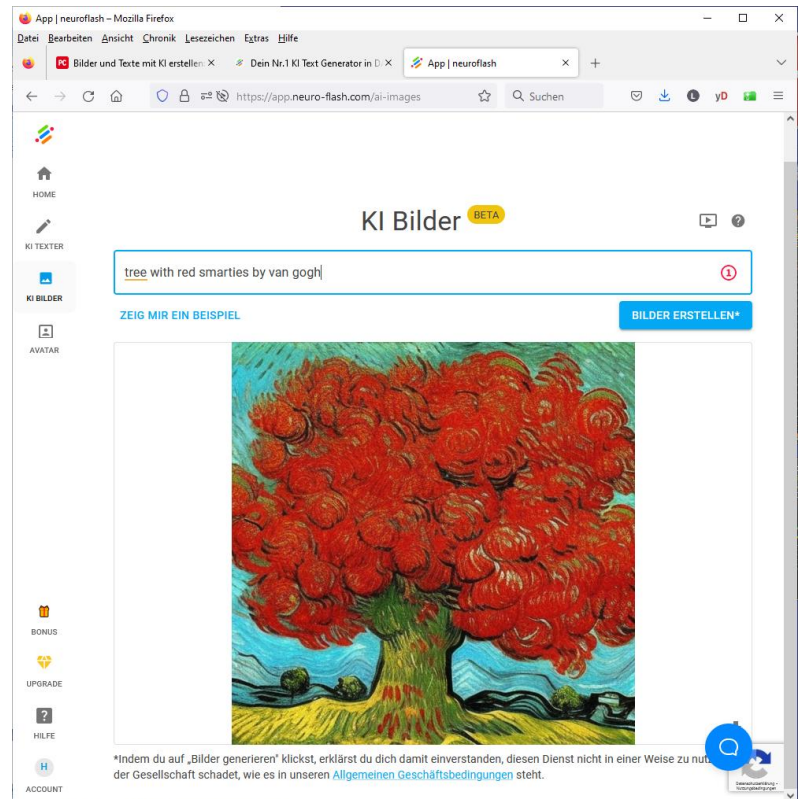 App | neuroflash – Mozilla Firefox
Datei Bearbeiten Ansicht Chronik Lesezeichen Extras Hilfe
PC Bilder und Texte mit KI erstellen
Dein Nr.1 KI Text Generator in D
App | neuroflash
https://app.neuro-flash.com/ai-images
Suchen
L
yD
HOME
KI Bilder BETA
KI TEXTER
tree with red smarties by van gogh
1
KI BILDER
ZEIG MIR EIN BEISPIEL
BILDER ERSTELLEN*
AVATAR
BONUS
UPGRADE
HILFE
*Indem du auf „Bilder generieren" klickst, erklärst du dich damit einverstanden, diesen Dienst nicht in einer Weise zu
der Gesellschaft schadet, wie es in unseren Allgemeinen Geschäftsbedingungen steht.
H
ACCOUNT
Datenschutzerklärung -
Nutzungsbedingungen